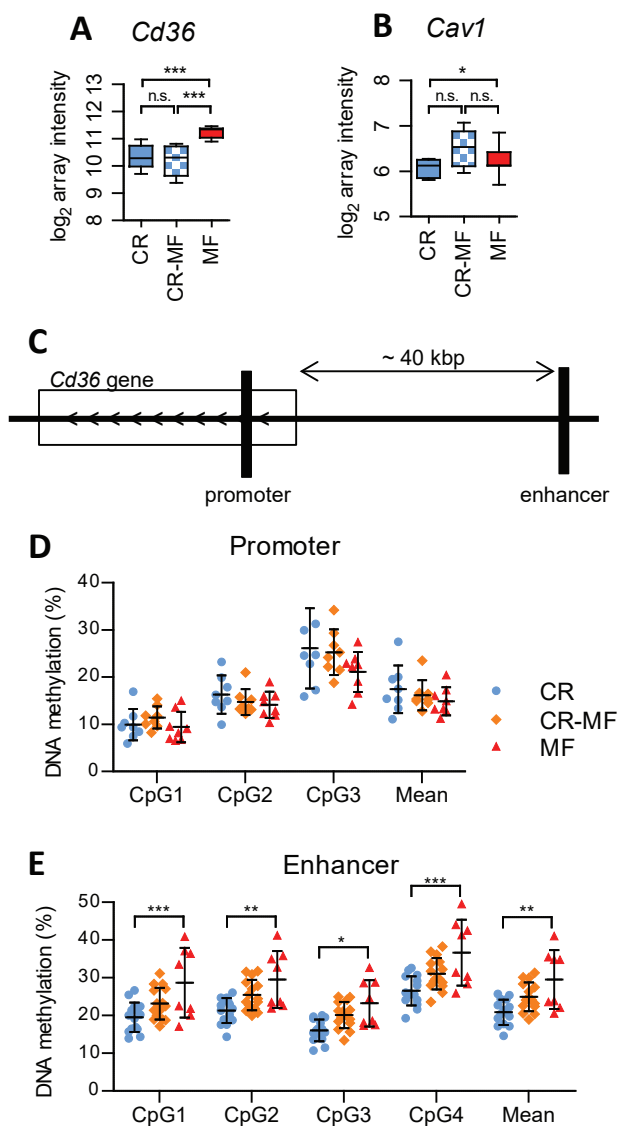 A Cd36
log2 array intensity
13
12
11
10
9
8
***
n.s. ***
CR
CR-MF
MF
B Cav1
log2 array intensity
8
7
6
5
*
n.s. n.s.
CR
CR-MF
MF
C
Cd36 gene
~ 40 kbp
promoter
enhancer
D Promoter
DNA methylation (%)
40
30
20
10
0
CpG1 CpG2 CpG3 Mean
CR
CR-MF
MF
E Enhancer
DNA methylation (%)
50
40
30
20
10
0
*** ** * *** **
CpG1 CpG2 CpG3 CpG4 Mean